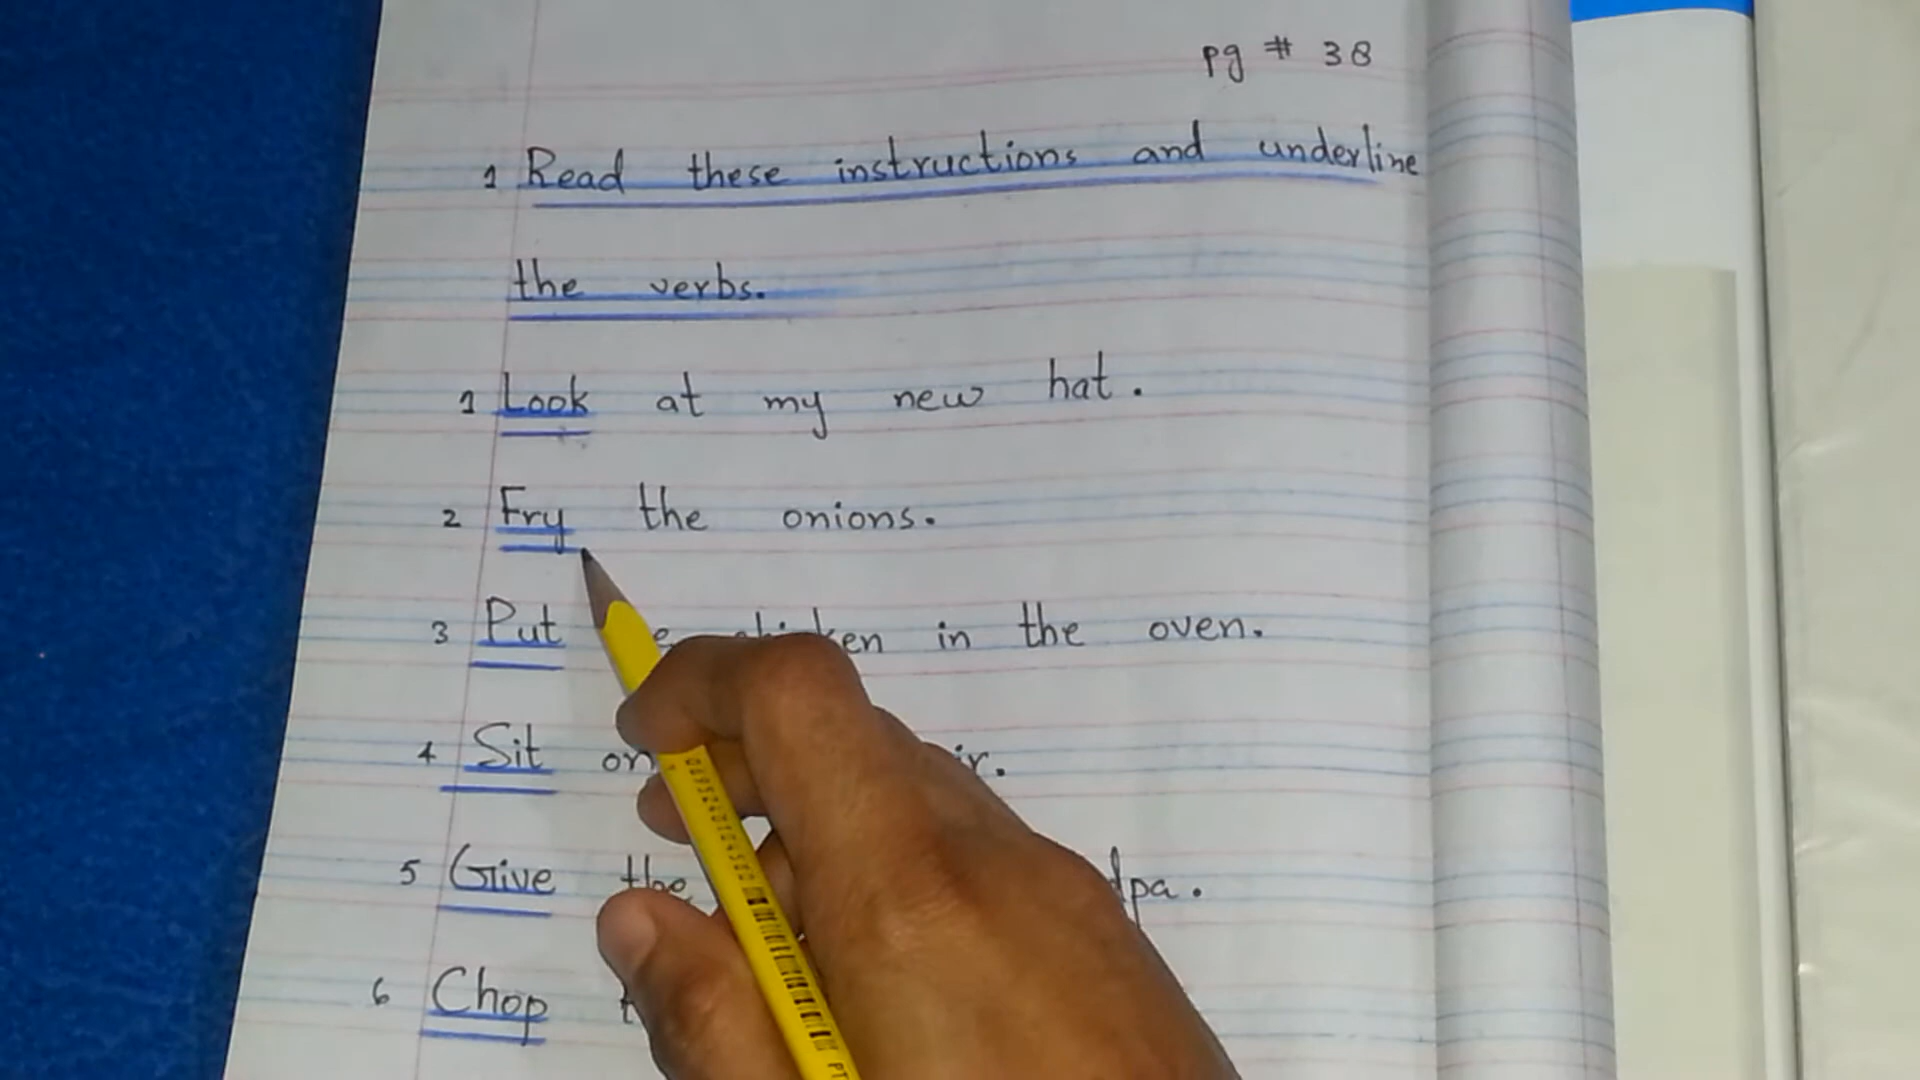 pg # 38
1 Read these instructions and underline
the verbs.
1 Look at my new hat.
2 Fry the onions.
3 Put in the oven.
4 Sit on
5 Give the
6 Chop